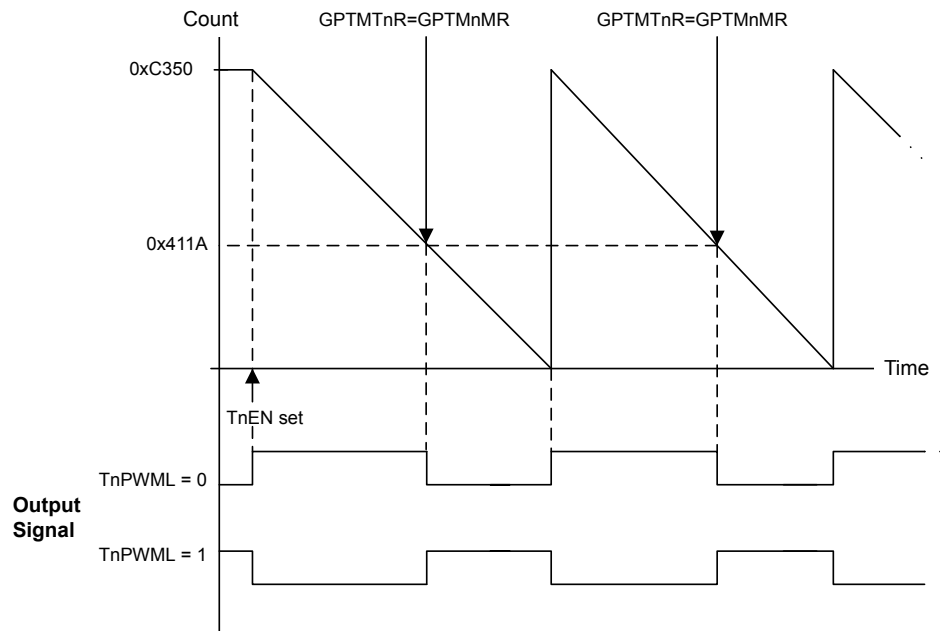 Count
GPTMTnR=GPTMnMR
GPTMTnR=GPTMnMR
0xC350
0x411A
Time
TnEN set
TnPWML = 0
Output
Signal
TnPWML = 1